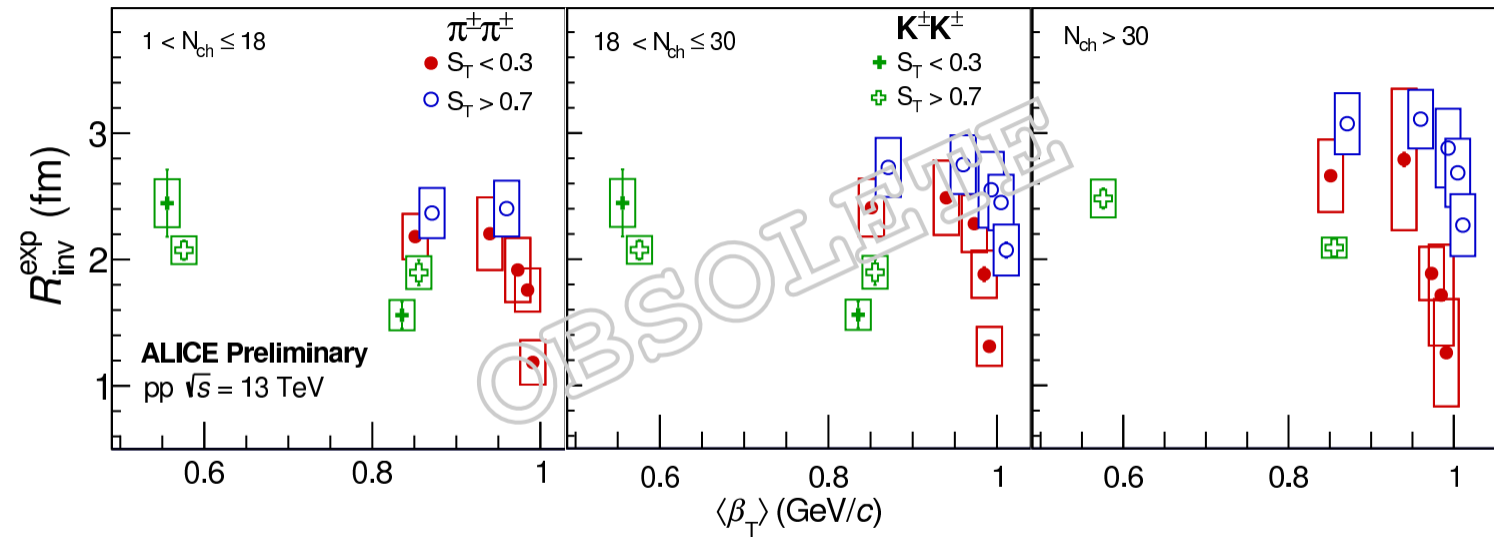 1 < N_ch ≤ 18
π±π±
S_T < 0.3
S_T > 0.7
18 < N_ch ≤ 30
K±K±
S_T < 0.3
S_T > 0.7
N_ch > 30
R_inv^exp (fm)
3
2
1
ALICE Preliminary
pp √s = 13 TeV
OBSOLETE
0.6 0.8 1
0.6 0.8 1
0.6 0.8 1
⟨β_T⟩ (GeV/c)